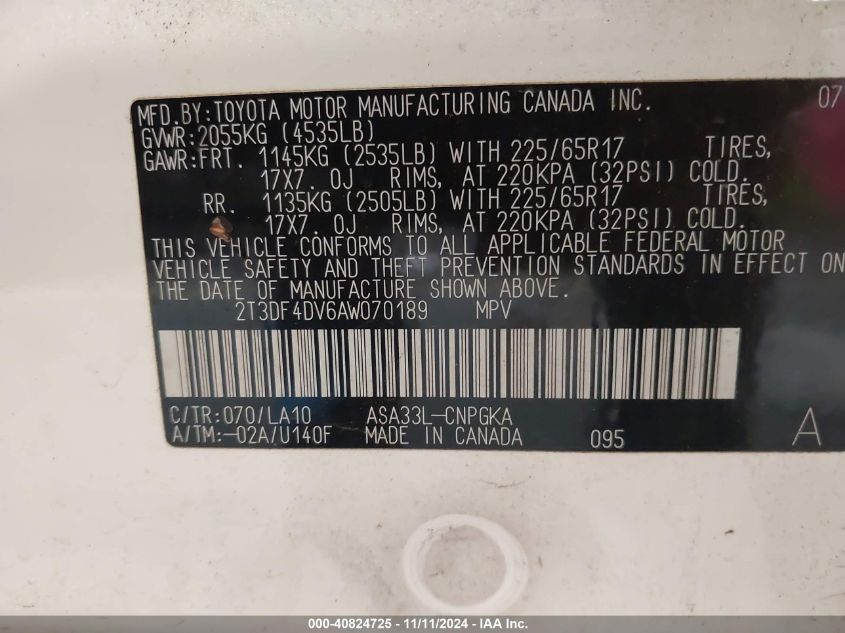 MFD.BY:TOYOTA MOTOR MANUFACTURING CANADA INC. 07
GVWR:2055KG (4535LB)
GAWR:FRT. 1145KG (2535LB) WITH 225/65R17 TIRES,
17X7. 0J RIMS, AT 220KPA (32PSI) COLD.
RR. 1135KG (2505LB) WITH 225/65R17 TIRES,
17X7. 0J RIMS, AT 220KPA (32PSI) COLD.
THIS VEHICLE CONFORMS TO ALL APPLICABLE FEDERAL MOTOR
VEHICLE SAFETY AND THEFT PREVENTION STANDARDS IN EFFECT ON
THE DATE OF MANUFACTURE SHOWN ABOVE.
2T3DF4DV6AW070189 MPV
C/TR:070/LA10 ASA33L-CNPGKA
A/TM:-02A/U140F MADE IN CANADA 095 A
000-40824725 - 11/11/2024 - IAA Inc.